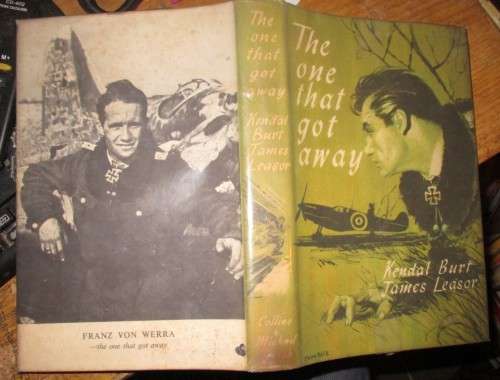 FRANZ VON WERRA
—the one that got away
The
one
that
got
away
Kendal
Burt
James
Leasor
Collins
The
one
that
got
away
Kendal Burt
James Leasor